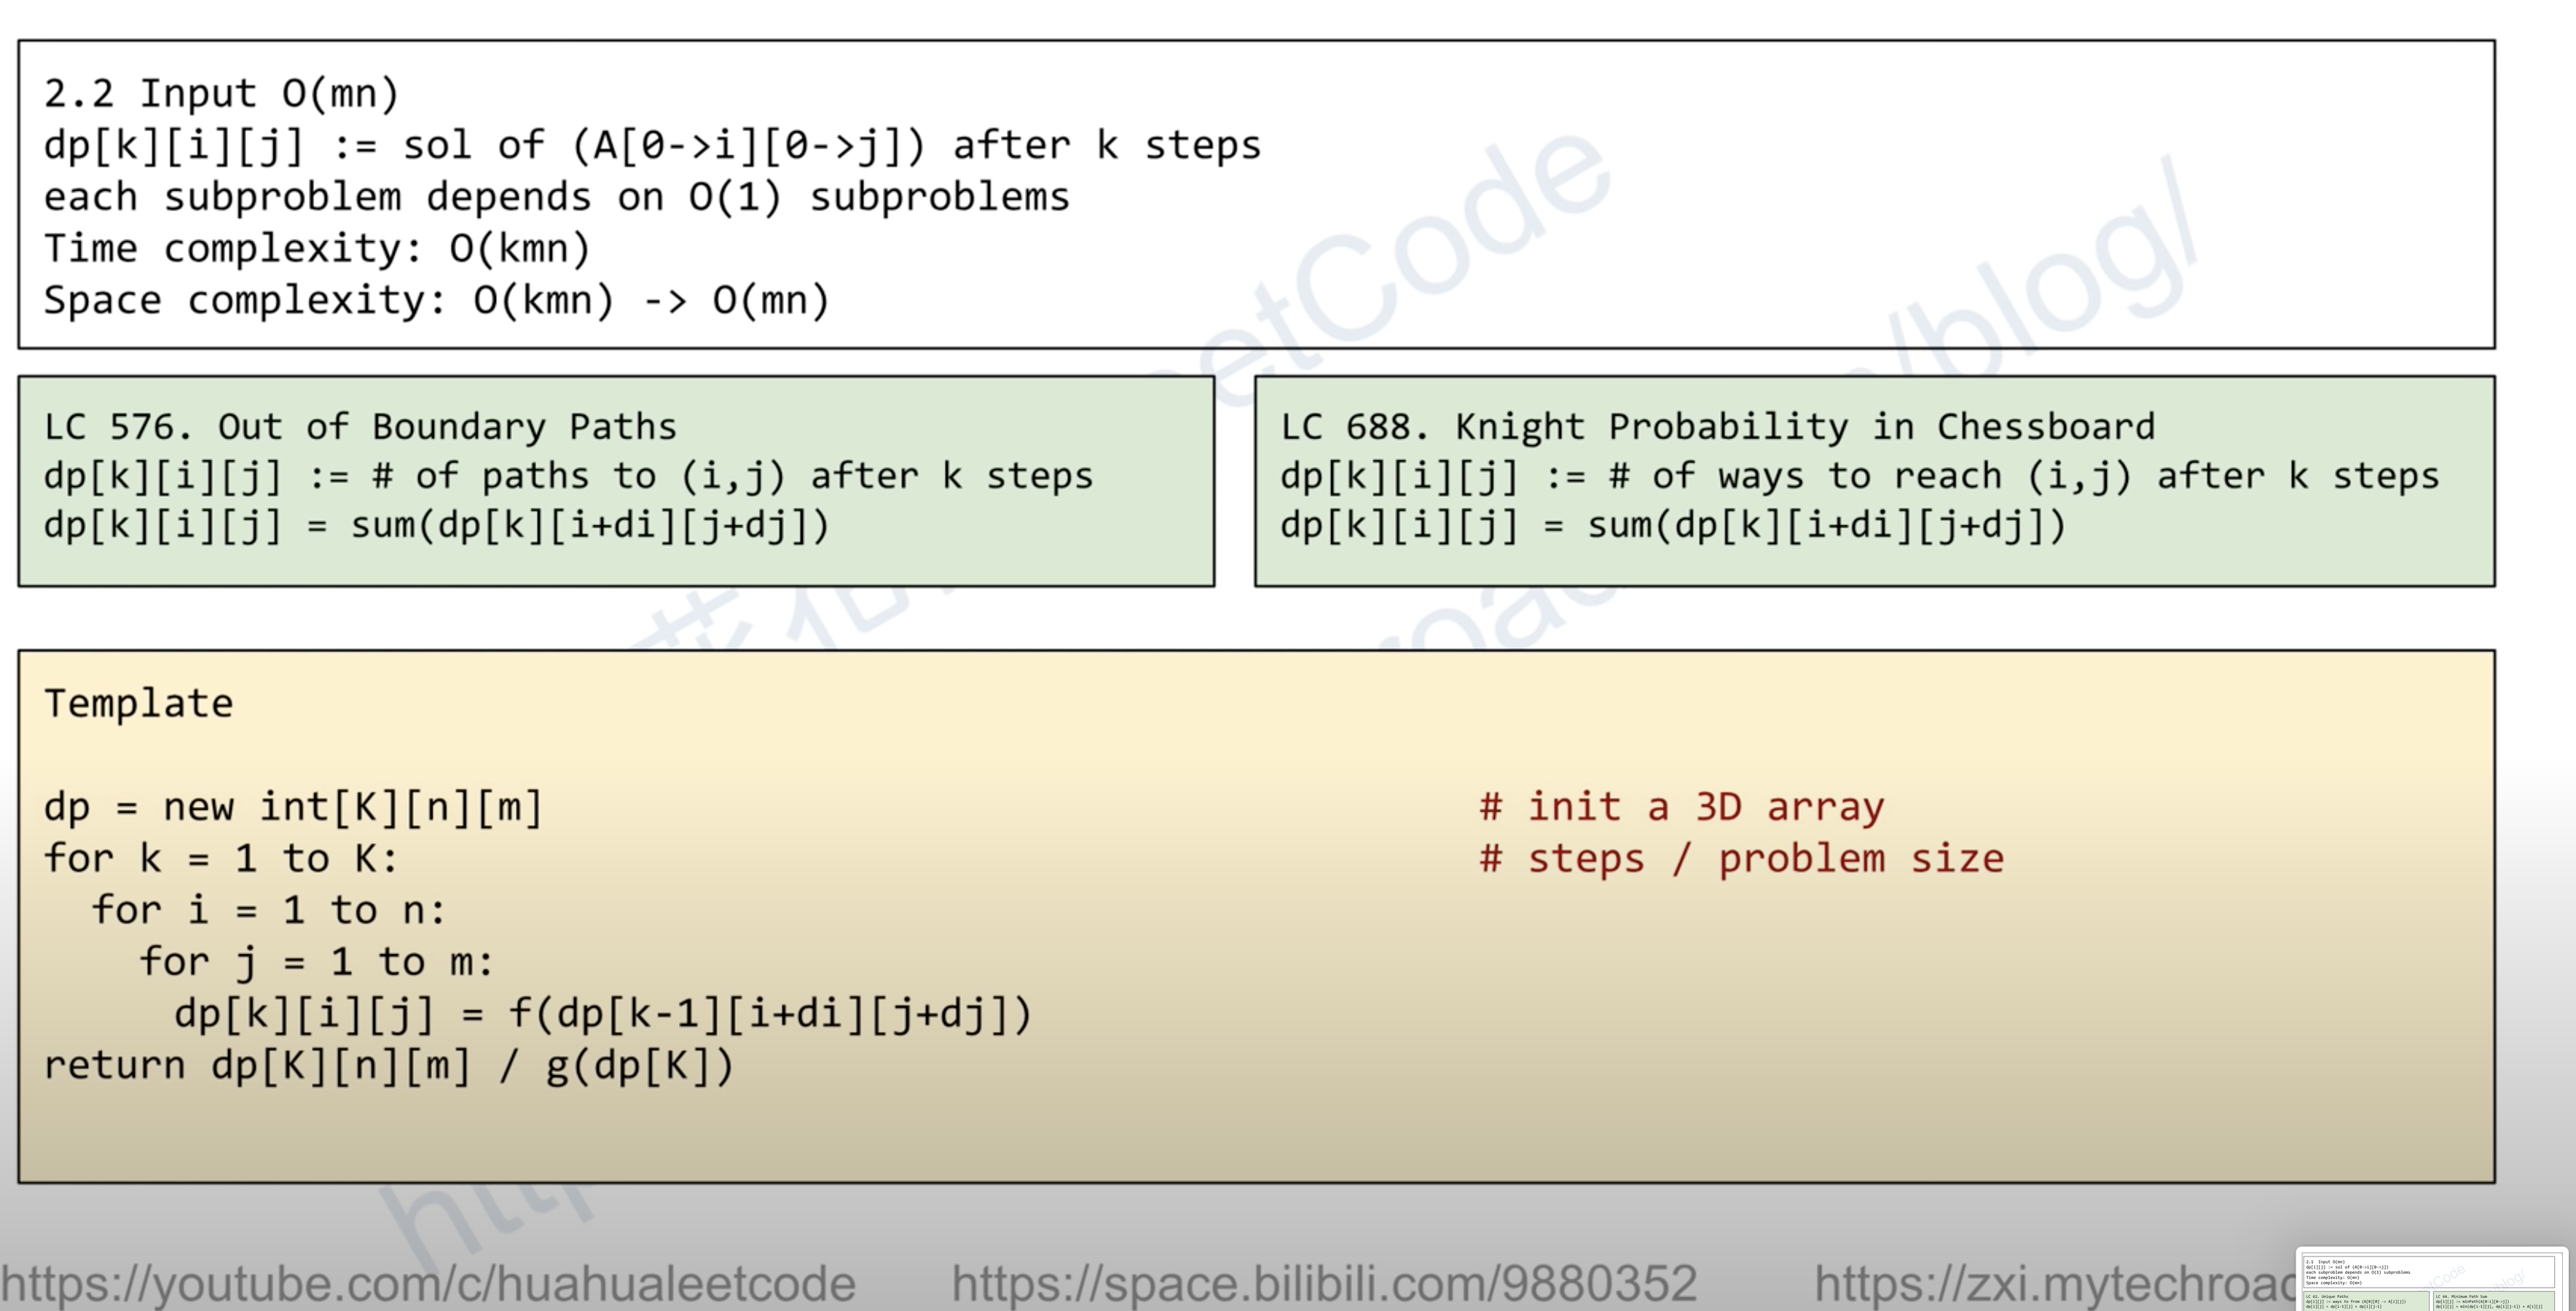 2.2 Input O(mn)
dp[k][i][j] := sol of (A[0->i][0->j]) after k steps
each subproblem depends on O(1) subproblems
Time complexity: O(kmn)
Space complexity: O(kmn) -> O(mn)
LC 576. Out of Boundary Paths
dp[k][i][j] := # of paths to (i,j) after k steps
dp[k][i][j] = sum(dp[k][i+di][j+dj])
LC 688. Knight Probability in Chessboard
dp[k][i][j] := # of ways to reach (i,j) after k steps
dp[k][i][j] = sum(dp[k][i+di][j+dj])
Template
dp = new int[K][n][m] # init a 3D array
for k = 1 to K: # steps / problem size
for i = 1 to n:
for j = 1 to m:
dp[k][i][j] = f(dp[k-1][i+di][j+dj])
return dp[K][n][m] / g(dp[K])
etCode
/blog/
https://youtube.com/c/huahualeetcode https://space.bilibili.com/9880352 https://zxi.mytechroad